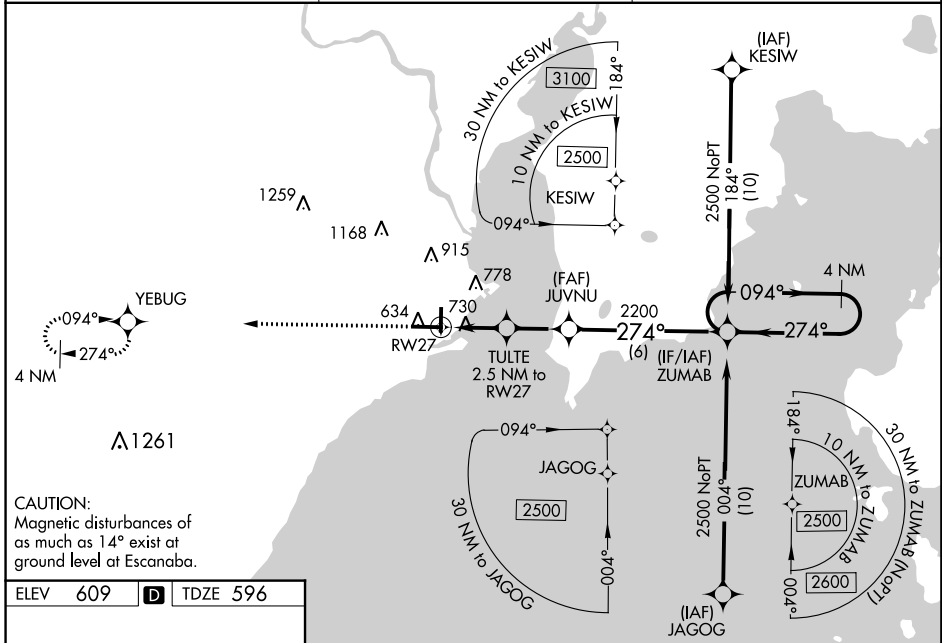 (IAF)
KESIW
30 NM to KESIW
3100
184°
10 NM to KESIW
2500
KESIW
094°
2500 NoPT
184°
(10)
1259
1168
915
778
(FAF)
JUVNU
4 NM
094°
YEBUG
094°
274°
4 NM
634
730
RW27
2200
274°
(6)
274°
TULTE
2.5 NM to
RW27
(IF/IAF)
ZUMAB
1261
094°
JAGOG
2500
30 NM to JAGOG
004°
2500 NoPT
004°
(10)
184°
10 NM to ZUMAB
30 NM to ZUMAB (NoPT)
ZUMAB
2500
2600
004°
CAUTION:
Magnetic disturbances of
as much as 14° exist at
ground level at Escanaba.
ELEV 609 D TDZE 596
(IAF)
JAGOG